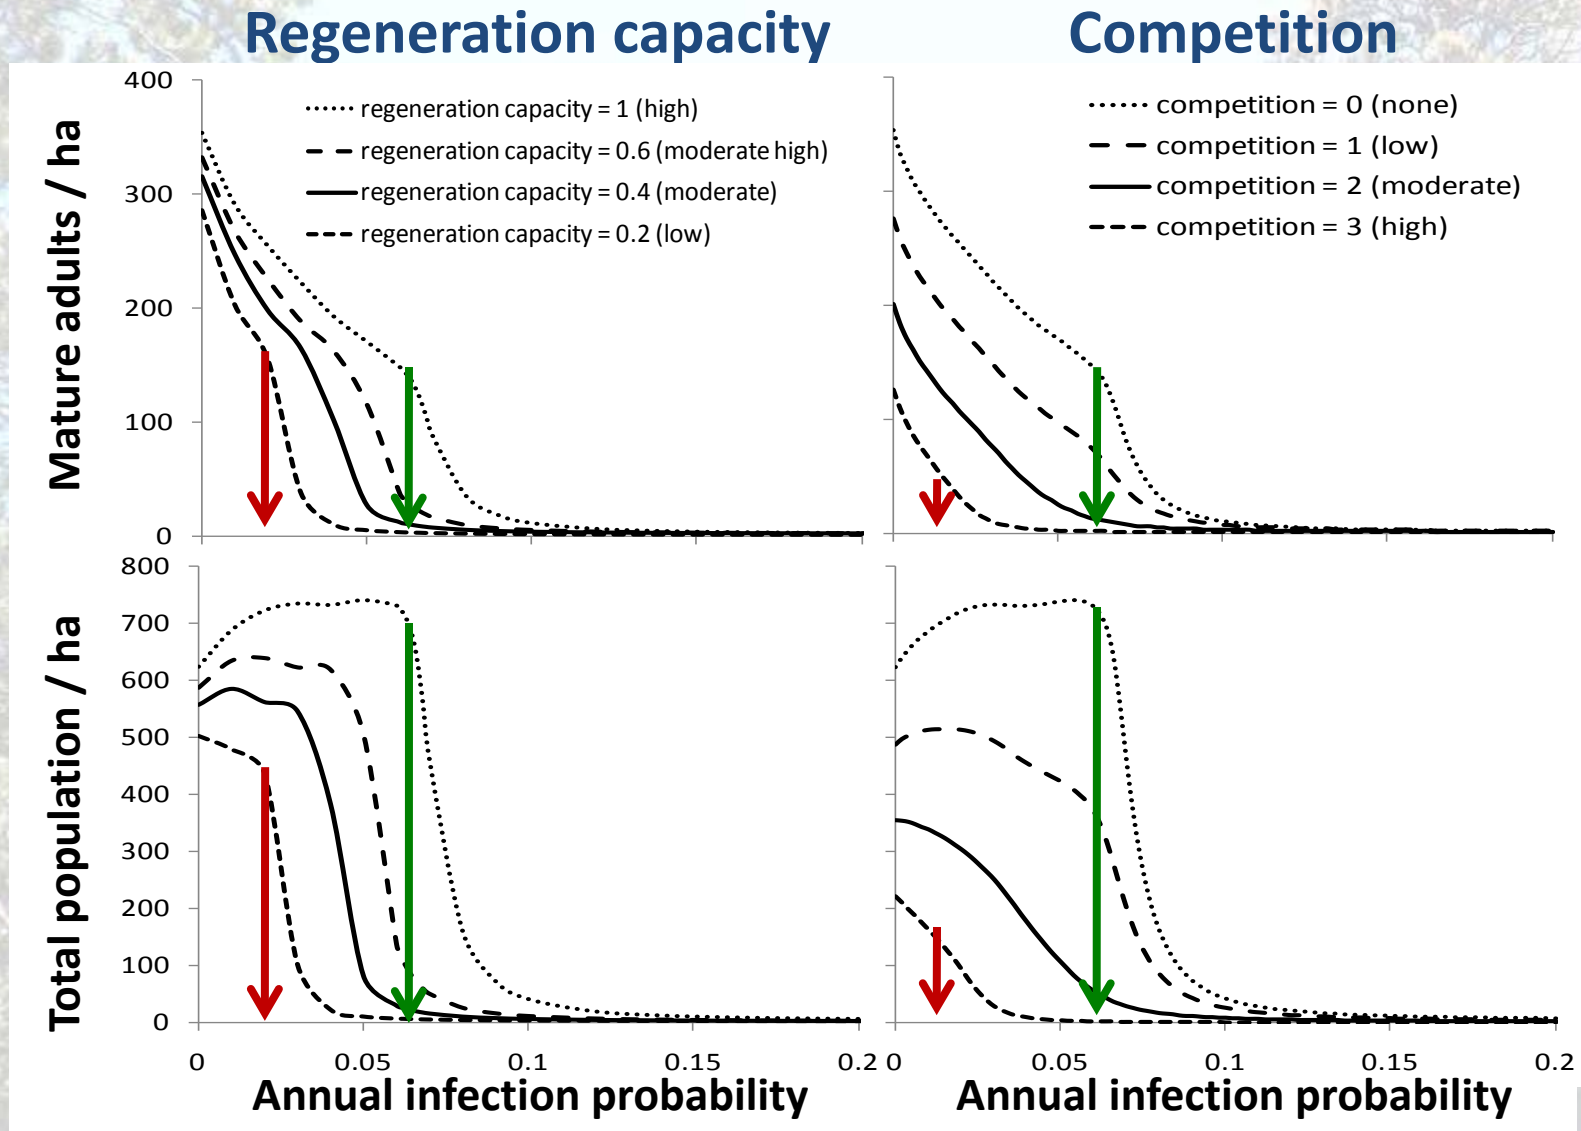 Regeneration capacity
Competition
Mature adults / ha
400
300
200
100
0
regeneration capacity = 1 (high)
regeneration capacity = 0.6 (moderate high)
regeneration capacity = 0.4 (moderate)
regeneration capacity = 0.2 (low)
competition = 0 (none)
competition = 1 (low)
competition = 2 (moderate)
competition = 3 (high)
Total population / ha
800
700
600
500
400
300
200
100
0
0 0.05 0.1 0.15 0.2
0 0.05 0.1 0.15 0.2
Annual infection probability
Annual infection probability